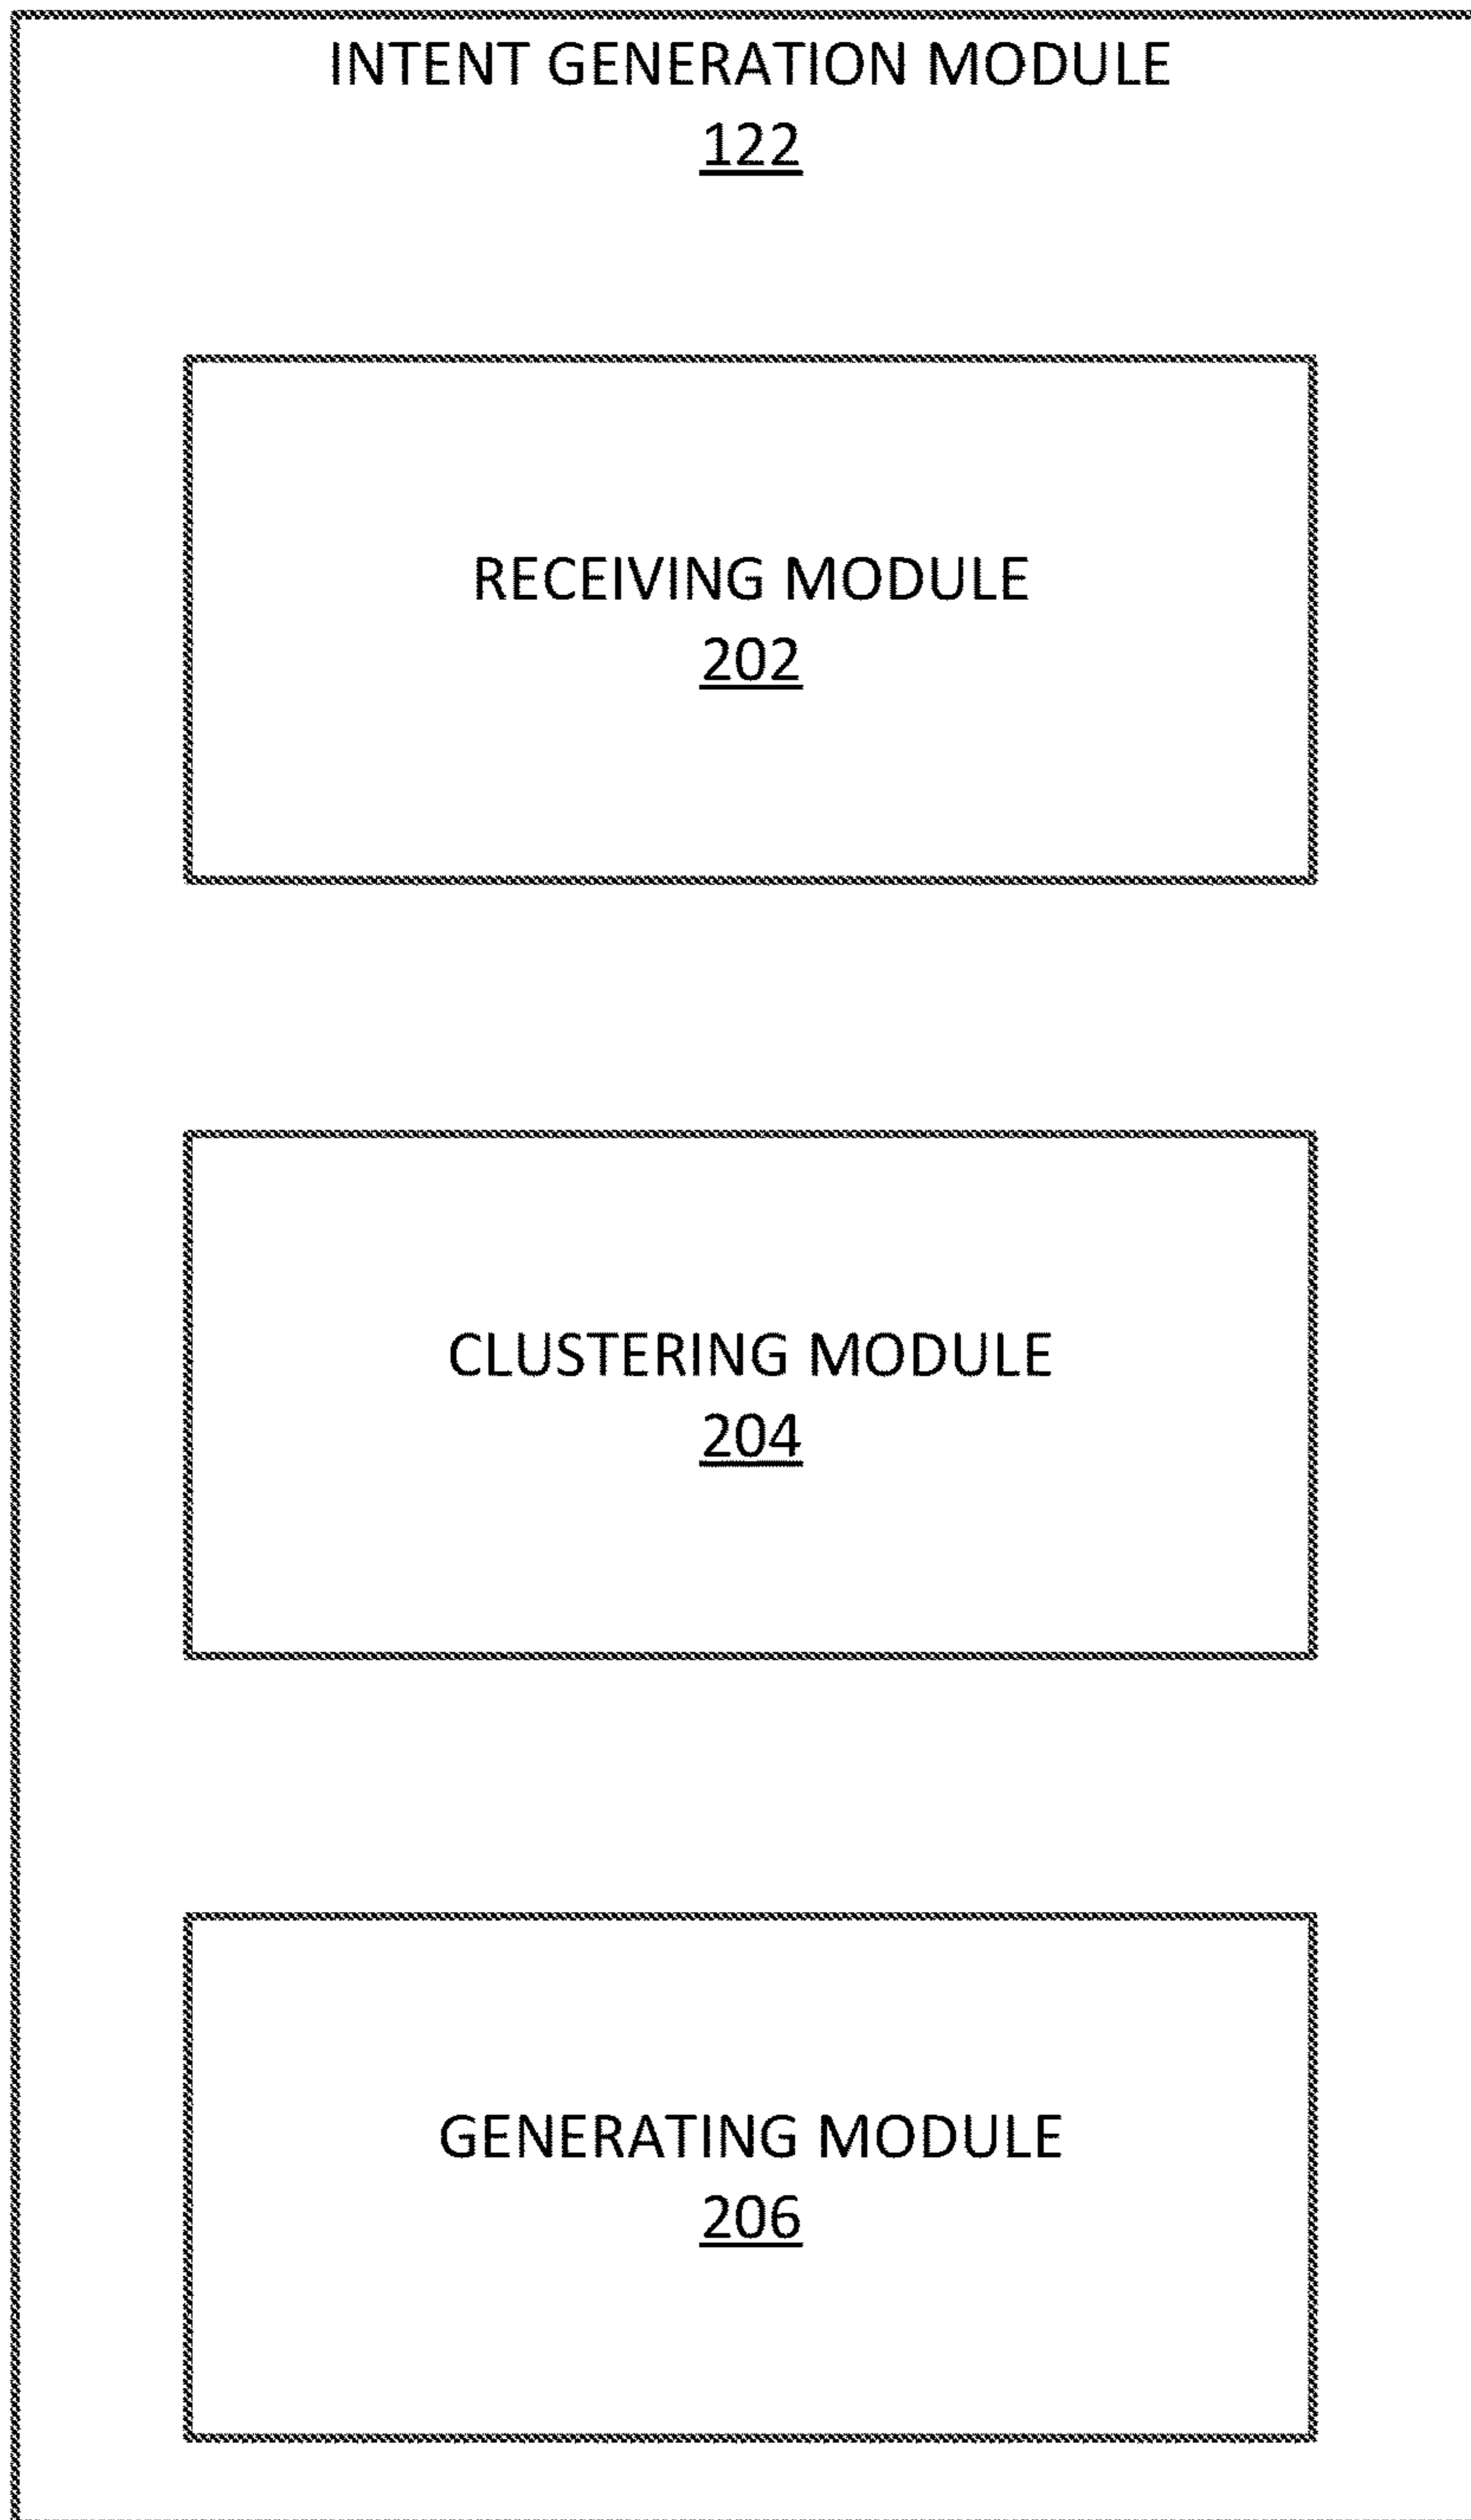 INTENT GENERATION MODULE
122
RECEIVING MODULE
202
CLUSTERING MODULE
204
GENERATING MODULE
206